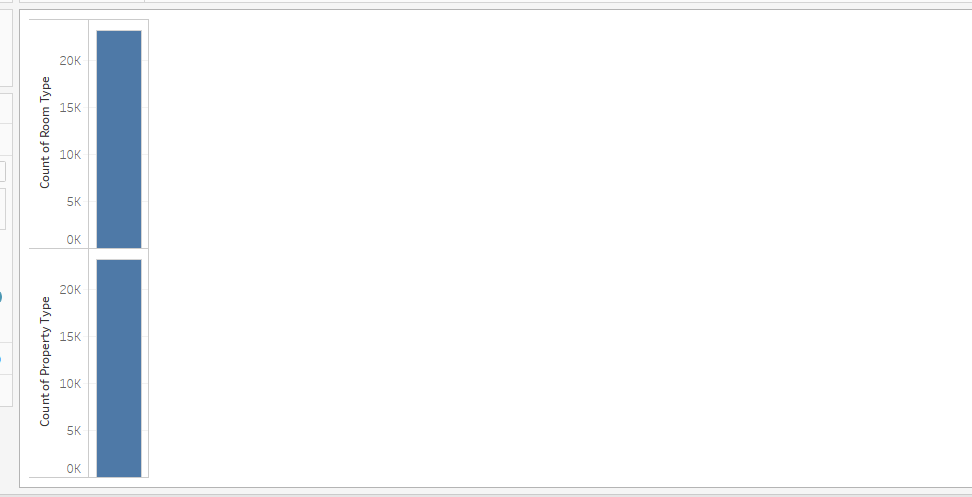 Count of Room Type
20K
15K
10K
5K
0K
Count of Property Type
20K
15K
10K
5K
0K